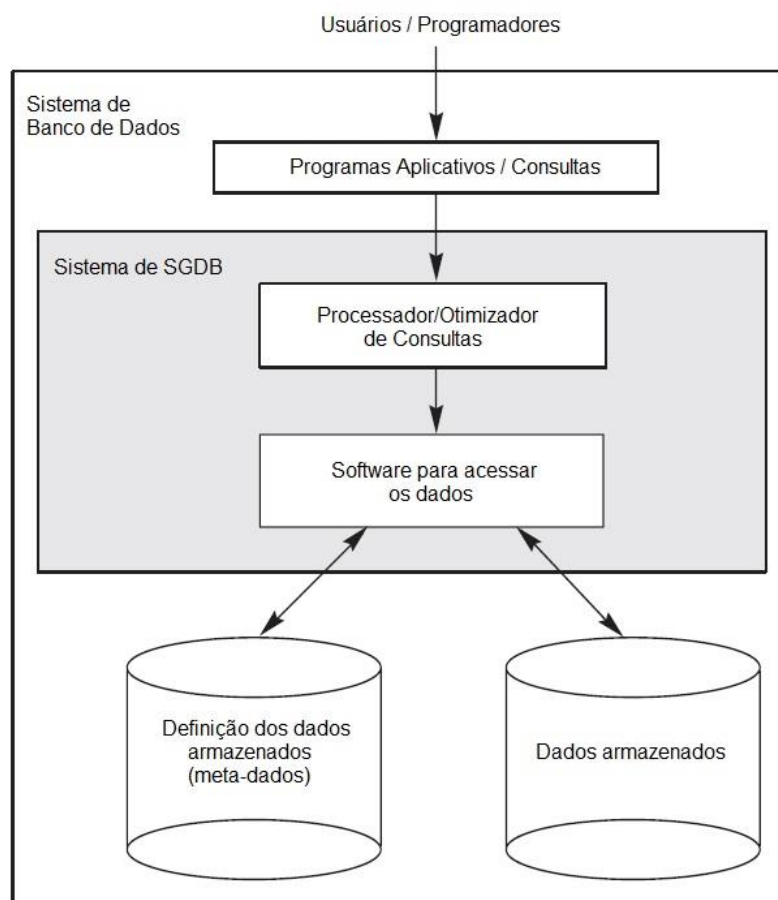 Usuários / Programadores
Sistema de
Banco de Dados
Programas Aplicativos / Consultas
Sistema de SGDB
Processador/Otimizador
de Consultas
Software para acessar
os dados
Definição dos dados
armazenados
(meta-dados)
Dados armazenados